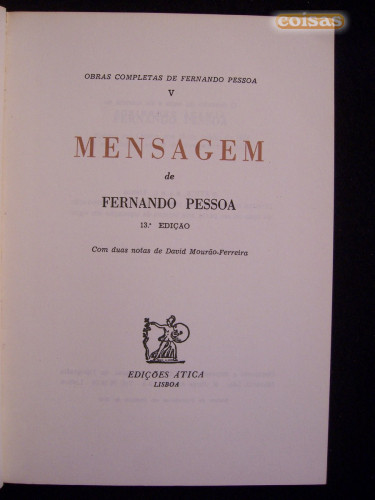 coisas
OBRAS COMPLETAS DE FERNANDO PESSOA
V
MENSAGEM
de
FERNANDO PESSOA
13.ª EDIÇÃO
Com duas notas de David Mourão-Ferreira
EDIÇÕES ÁTICA
LISBOA